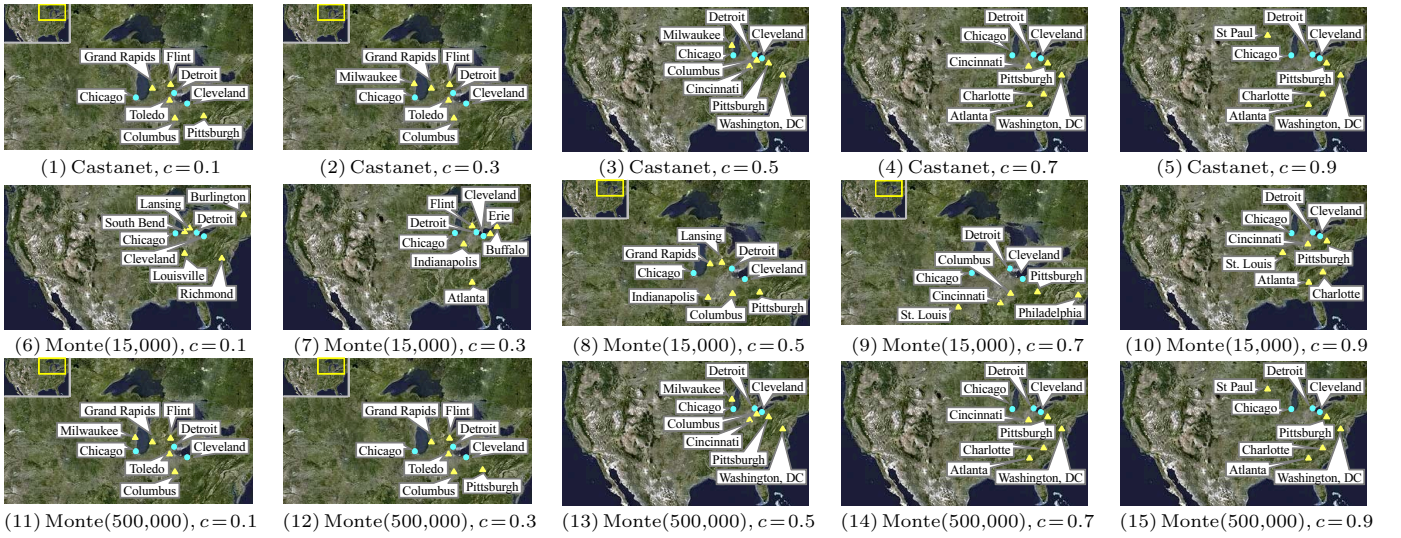 Grand Rapids
Flint
Detroit
Chicago
Cleveland
Toledo
Columbus
Pittsburgh
(1) Castanet, c=0.1
Grand Rapids
Flint
Milwaukee
Detroit
Chicago
Cleveland
Toledo
Columbus
(2) Castanet, c=0.3
Detroit
Milwaukee
Cleveland
Chicago
Columbus
Cincinnati
Pittsburgh
Washington, DC
(3) Castanet, c=0.5
Detroit
Chicago
Cleveland
Cincinnati
Pittsburgh
Charlotte
Atlanta
Washington, DC
(4) Castanet, c=0.7
Detroit
St Paul
Cleveland
Chicago
Pittsburgh
Charlotte
Atlanta
Washington, DC
(5) Castanet, c=0.9
Burlington
Lansing
South Bend
Detroit
Chicago
Cleveland
Louisville
Richmond
(6) Monte(15,000), c=0.1
Cleveland
Flint
Erie
Detroit
Chicago
Buffalo
Indianapolis
Atlanta
(7) Monte(15,000), c=0.3
Lansing
Grand Rapids
Detroit
Chicago
Cleveland
Indianapolis
Columbus
Pittsburgh
(8) Monte(15,000), c=0.5
Detroit
Columbus
Cleveland
Chicago
Pittsburgh
Cincinnati
St. Louis
Philadelphia
(9) Monte(15,000), c=0.7
Detroit
Chicago
Cleveland
Cincinnati
Pittsburgh
St. Louis
Atlanta
Charlotte
(10) Monte(15,000), c=0.9
Grand Rapids
Flint
Milwaukee
Detroit
Chicago
Cleveland
Toledo
Columbus
(11) Monte(500,000), c=0.1
Grand Rapids
Flint
Detroit
Chicago
Cleveland
Toledo
Columbus
Pittsburgh
(12) Monte(500,000), c=0.3
Detroit
Milwaukee
Cleveland
Chicago
Columbus
Cincinnati
Pittsburgh
Washington, DC
(13) Monte(500,000), c=0.5
Detroit
Chicago
Cleveland
Cincinnati
Pittsburgh
Charlotte
Atlanta
Washington, DC
(14) Monte(500,000), c=0.7
Detroit
St Paul
Cleveland
Chicago
Pittsburgh
Charlotte
Atlanta
Washington, DC
(15) Monte(500,000), c=0.9